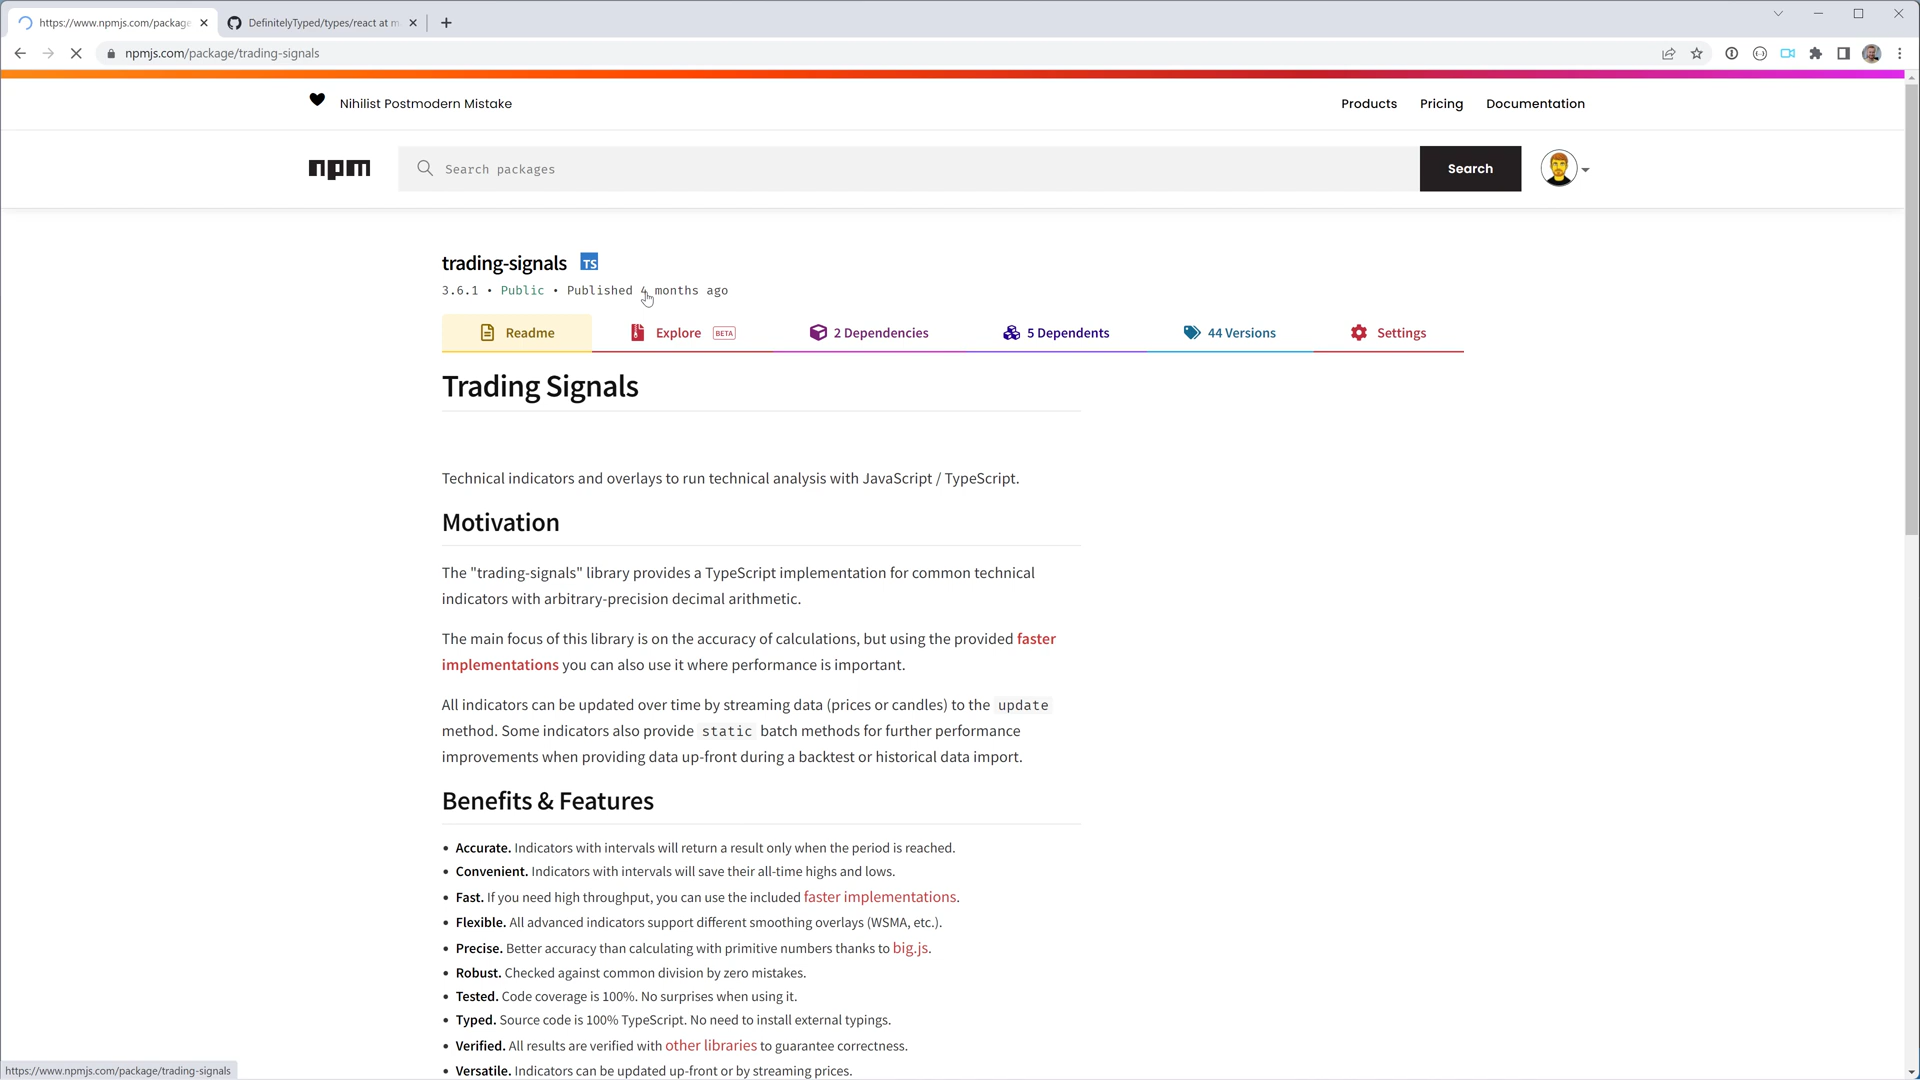 https://www.npmjs.com/package
DefinitelyTyped/types/react at m
npmjs.com/package/trading-signals
Nihilist Postmodern Mistake
Products
Pricing
Documentation
npm
Search packages
Search
trading-signals TS
3.6.1 • Public • Published 4 months ago
Readme
Explore BETA
2 Dependencies
5 Dependents
44 Versions
Settings
Trading Signals
Technical indicators and overlays to run technical analysis with JavaScript / TypeScript.
Motivation
The "trading-signals" library provides a TypeScript implementation for common technical
indicators with arbitrary-precision decimal arithmetic.
The main focus of this library is on the accuracy of calculations, but using the provided faster
implementations you can also use it where performance is important.
All indicators can be updated over time by streaming data (prices or candles) to the update
method. Some indicators also provide static batch methods for further performance
improvements when providing data up-front during a backtest or historical data import.
Benefits & Features
• Accurate. Indicators with intervals will return a result only when the period is reached.
• Convenient. Indicators with intervals will save their all-time highs and lows.
• Fast. If you need high throughput, you can use the included faster implementations.
• Flexible. All advanced indicators support different smoothing overlays (WSMA, etc.).
• Precise. Better accuracy than calculating with primitive numbers thanks to big.js.
• Robust. Checked against common division by zero mistakes.
• Tested. Code coverage is 100%. No surprises when using it.
• Typed. Source code is 100% TypeScript. No need to install external typings.
• Verified. All results are verified with other libraries to guarantee correctness.
• Versatile. Indicators can be updated up-front or by streaming prices.
https://www.npmjs.com/package/trading-signals